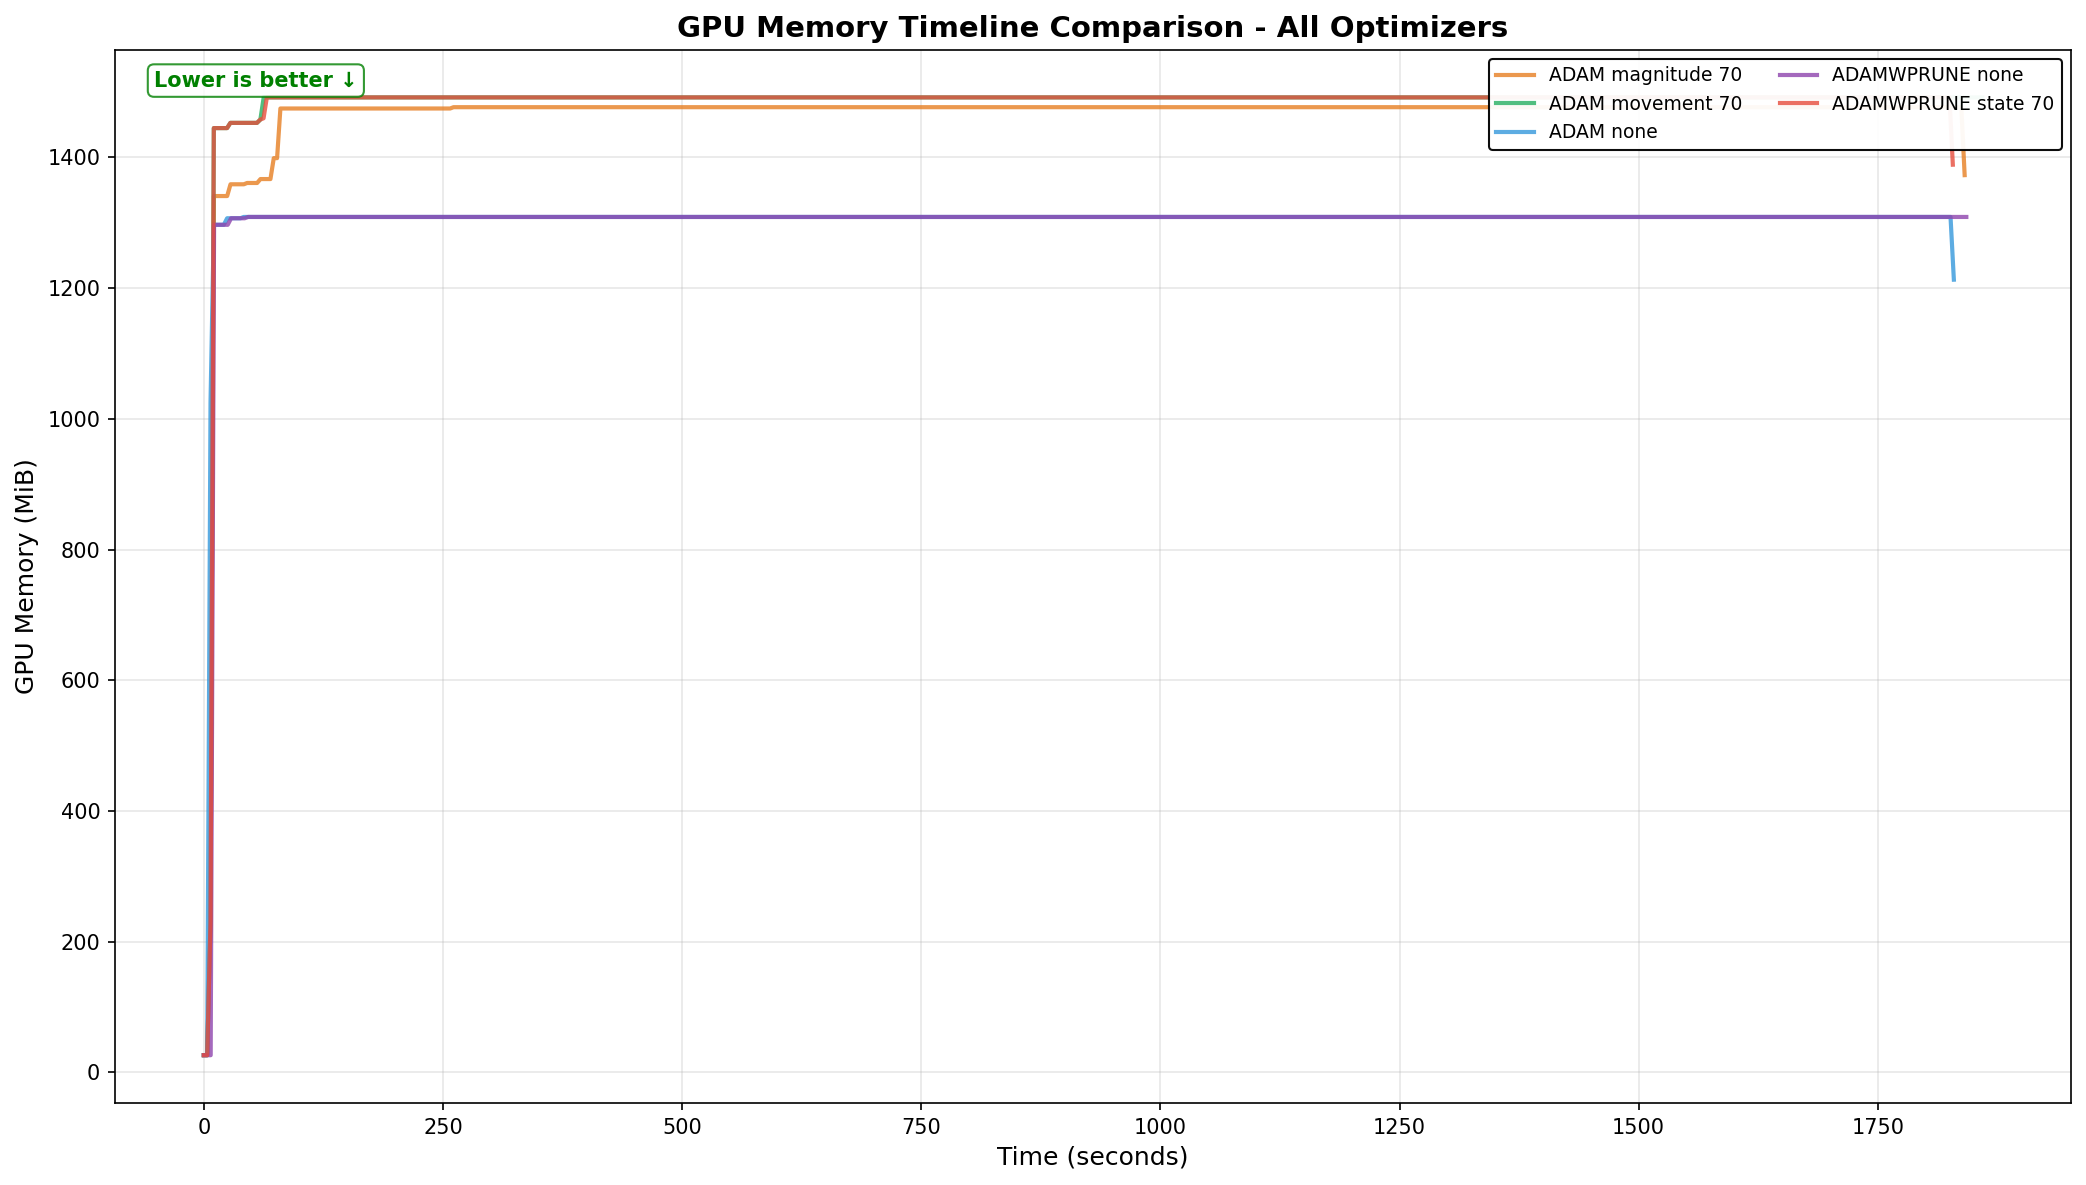 GPU Memory Timeline Comparison - All Optimizers
Lower is better ↓
ADAM magnitude 70
ADAM movement 70
ADAM none
ADAMWPRUNE none
ADAMWPRUNE state 70
GPU Memory (MiB)
1400
1200
1000
800
600
400
200
0
0 250 500 750 1000 1250 1500 1750
Time (seconds)